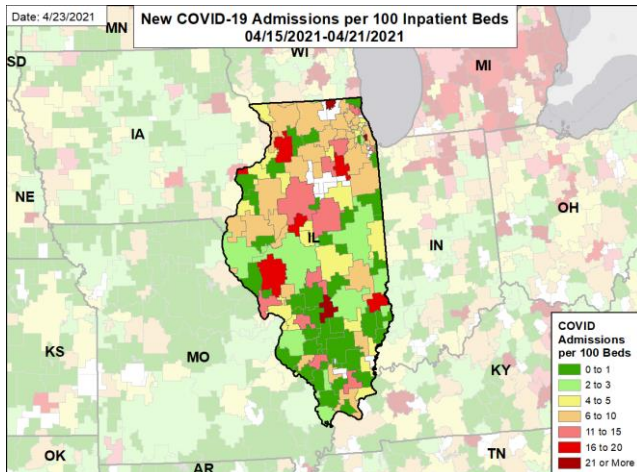 Date: 4/23/2021
New COVID-19 Admissions per 100 Inpatient Beds
04/15/2021-04/21/2021
MN
WI
SD
MI
IA
NE
OH
IL
IN
KS
MO
KY
OK
AR
TN
COVID
Admissions
per 100 Beds
0 to 1
2 to 3
4 to 5
6 to 10
11 to 15
16 to 20
21 or More